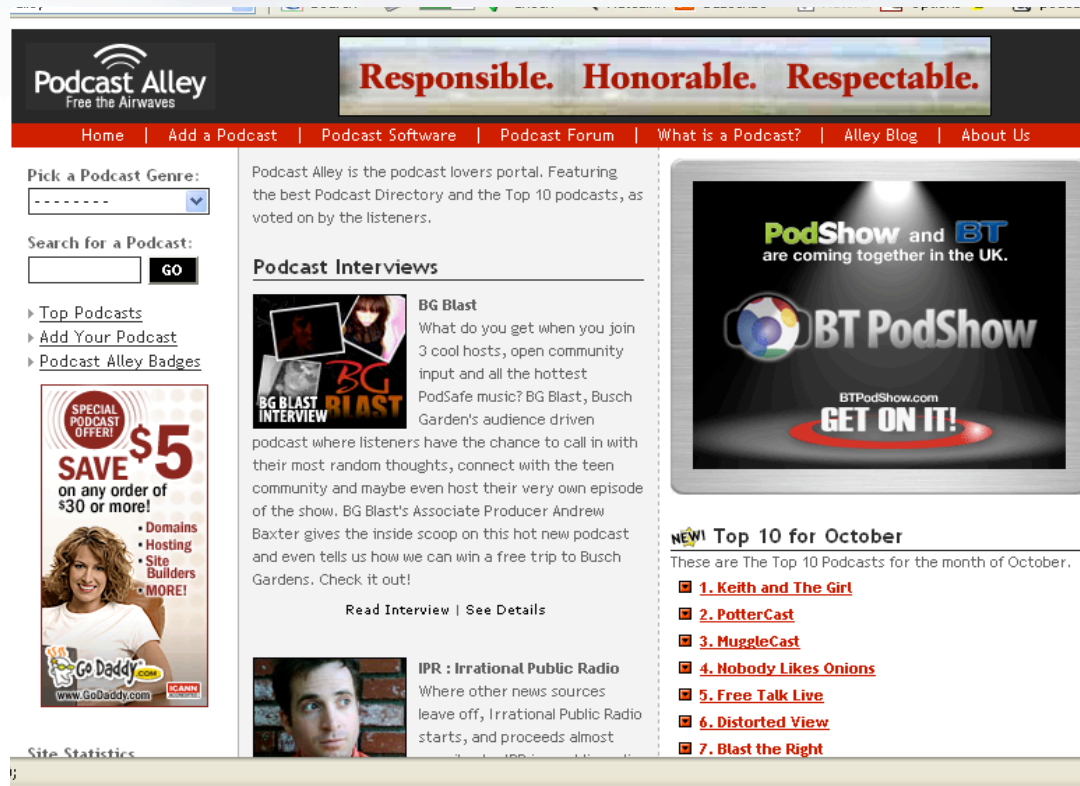 Podcast Alley
Free the Airwaves
Responsible. Honorable. Respectable.
Home | Add a Podcast | Podcast Software | Podcast Forum | What is a Podcast? | Alley Blog | About Us
Pick a Podcast Genre:
--------
Search for a Podcast:
GO
Top Podcasts
Add Your Podcast
Podcast Alley Badges
SPECIAL
PODCAST
OFFER!
$5
SAVE
on any order of
$30 or more!
• Domains
• Hosting
• Site
Builders
• MORE!
Go Daddy.COM
www.GoDaddy.com
ICANN
Site Statistics
Podcast Alley is the podcast lovers portal. Featuring
the best Podcast Directory and the Top 10 podcasts, as
voted on by the listeners.
Podcast Interviews
BG BLAST
INTERVIEW
BG
BLAST
BG Blast
What do you get when you join
3 cool hosts, open community
input and all the hottest
PodSafe music? BG Blast, Busch
Garden's audience driven
podcast where listeners have the chance to call in with
their most random thoughts, connect with the teen
community and maybe even host their very own episode
of the show. BG Blast's Associate Producer Andrew
Baxter gives the inside scoop on this hot new podcast
and even tells us how we can win a free trip to Busch
Gardens. Check it out!
Read Interview | See Details
IPR : Irrational Public Radio
Where other news sources
leave off, Irrational Public Radio
starts, and proceeds almost
PodShow and BT
are coming together in the UK.
BT PodShow
BTPodShow.com
GET ON IT!
NEW! Top 10 for October
These are The Top 10 Podcasts for the month of October.
1. Keith and The Girl
2. PotterCast
3. MuggleCast
4. Nobody Likes Onions
5. Free Talk Live
6. Distorted View
7. Blast the Right